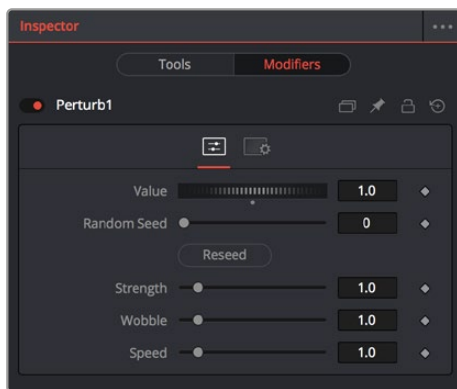 Inspector
Tools Modifiers
Perturb1
Value 1.0
Random Seed 0
Reseed
Strength 1.0
Wobble 1.0
Speed 1.0